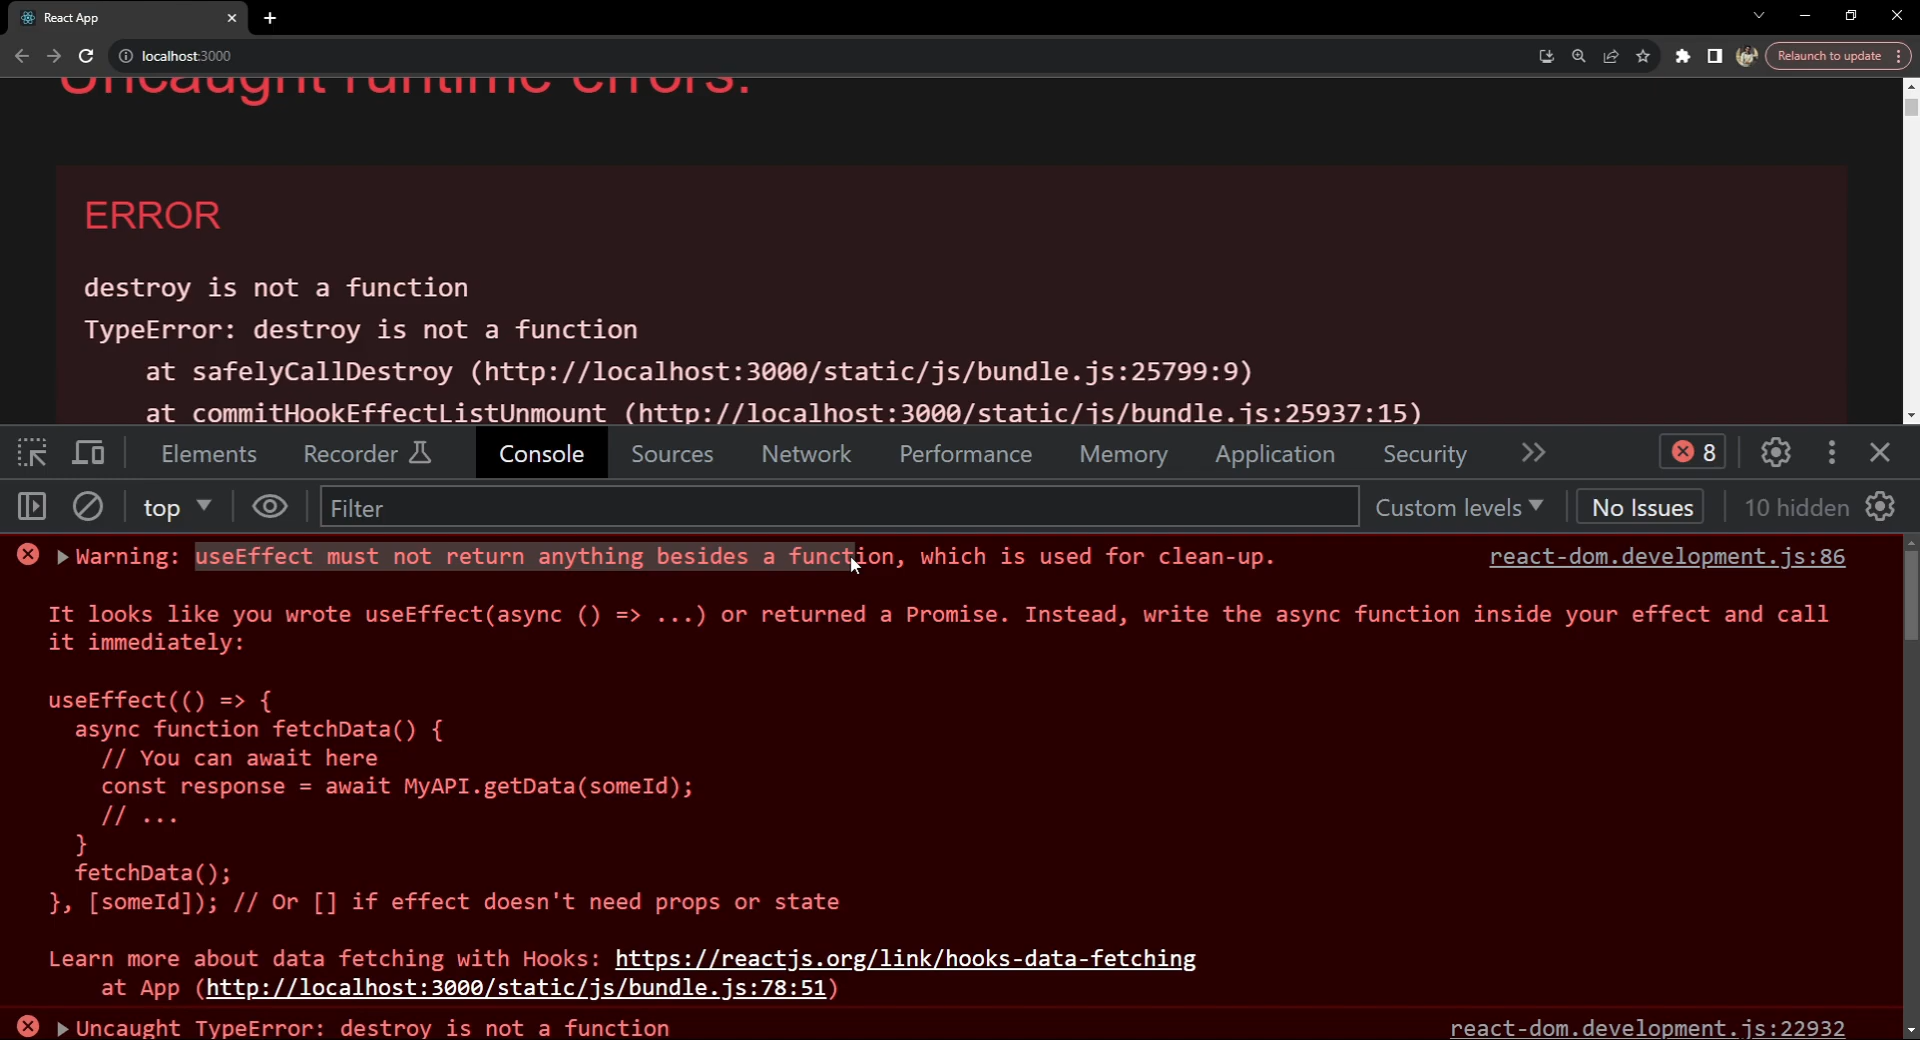 React App
localhost:3000
Relaunch to update
Uncaught runtime errors:
ERROR
destroy is not a function
TypeError: destroy is not a function
at safelyCallDestroy (http://localhost:3000/static/js/bundle.js:25799:9)
at commitHookEffectListUnmount (http://localhost:3000/static/js/bundle.js:25937:15)
Elements Recorder Console Sources Network Performance Memory Application Security 8
top Filter Custom levels No Issues 10 hidden
Warning: useEffect must not return anything besides a function, which is used for clean-up. react-dom.development.js:86
It looks like you wrote useEffect(async () => ...) or returned a Promise. Instead, write the async function inside your effect and call
it immediately:
useEffect(() => {
async function fetchData() {
// You can await here
const response = await MyAPI.getData(someId);
// ...
}
fetchData();
}, [someId]); // Or [] if effect doesn't need props or state
Learn more about data fetching with Hooks: https://reactjs.org/link/hooks-data-fetching
at App (http://localhost:3000/static/js/bundle.js:78:51)
Uncaught TypeError: destroy is not a function react-dom.development.js:22932